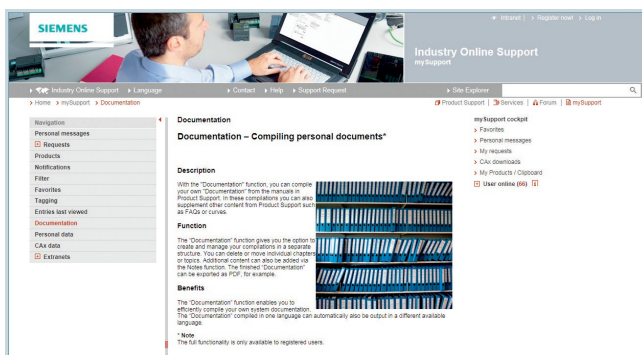 Intranet | Register now! Log in
SIEMENS
Industry Online Support
mySupport
Industry Online Support Language Contact Help Support Request Site Explorer
Home mySupport Documentation Product Support Services Forum mySupport
Navigation
Personal messages
Requests
Products
Notifications
Filter
Favorites
Tagging
Entries last viewed
Documentation
Personal data
CAx data
Extranets
Documentation
Documentation – Compiling personal documents*
Description
With the "Documentation" function, you can compile
your own "Documentation" from the manuals in
Product Support. In these compilations you can also
supplement other content from Product Support such
as FAQs or curves.
Function
The "Documentation" function gives you the option to
create and manage your compilations in a separate
structure. You can delete or move individual chapters
or topics. Additional content can also be added via
the Notes function. The finished "Documentation"
can be exported as PDF, for example.
Benefits
The "Documentation" function enables you to
efficiently compile your own system documentation.
The "Documentation" compiled in one language can automatically also be output in a different available
language.
* Note
The full functionality is only available to registered users.
mySupport cockpit
Favorites
Personal messages
My requests
CAx downloads
My Products / Clipboard
User online (66)